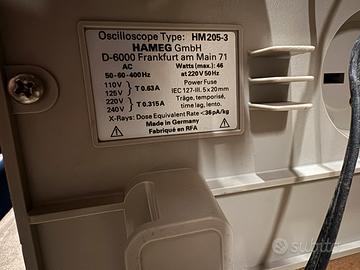 Oscilloscope Type: HM205-3
HAMEG GmbH
D-6000 Frankfurt am Main 71
AC
50-60-400Hz
110V
125V
T 0.63A
220V
240V
T 0.315A
Watts (max.): 46
at 220V 50Hz
Power Fuse
IEC 127-III. 5x20mm
Träge, temporisé,
time lag, lento.
X-Rays: Dose Equivalent Rate <36pA/kg
Made in Germany
Fabriqué en RFA
subito